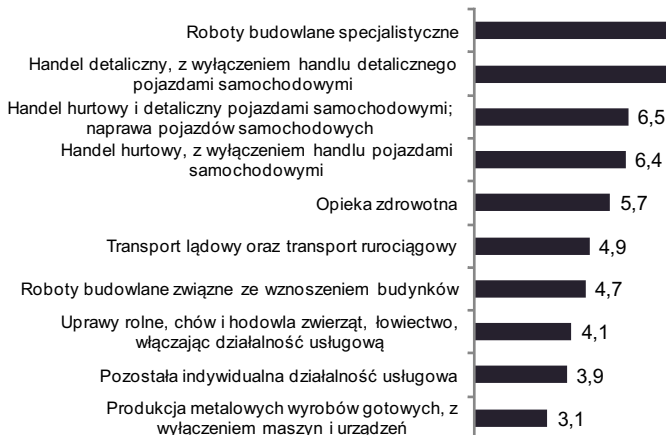 Roboty budowlane specjalistyczne
Handel detaliczny, z wyłączeniem handlu detalicznego
pojazdami samochodowymi
Handel hurtowy i detaliczny pojazdami samochodowymi;
naprawa pojazdów samochodowych
6,5
Handel hurtowy, z wyłączeniem handlu pojazdami
samochodowymi
6,4
Opieka zdrowotna
5,7
Transport lądowy oraz transport rurociągowy
4,9
Roboty budowlane związne ze wznoszeniem budynków
4,7
Uprawy rolne, chów i hodowla zwierząt, łowiectwo,
włączając działalność usługową
4,1
Pozostała indywidualna działalność usługowa
3,9
Produkcja metalowych wyrobów gotowych, z
wyłączeniem maszyn i urządzeń
3,1